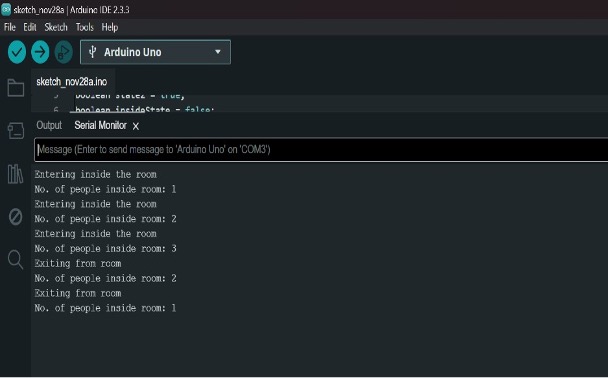 sketch_nov28a | Arduino IDE 2.3.3
File Edit Sketch Tools Help
Arduino Uno
sketch_nov28a.ino
5 boolean state2 = true;
6 boolean insideState = false;
Output Serial Monitor x
Message (Enter to send message to 'Arduino Uno' on 'COM3')
Entering inside the room
No. of people inside room: 1
Entering inside the room
No. of people inside room: 2
Entering inside the room
No. of people inside room: 3
Exiting from room
No. of people inside room: 2
Exiting from room
No. of people inside room: 1